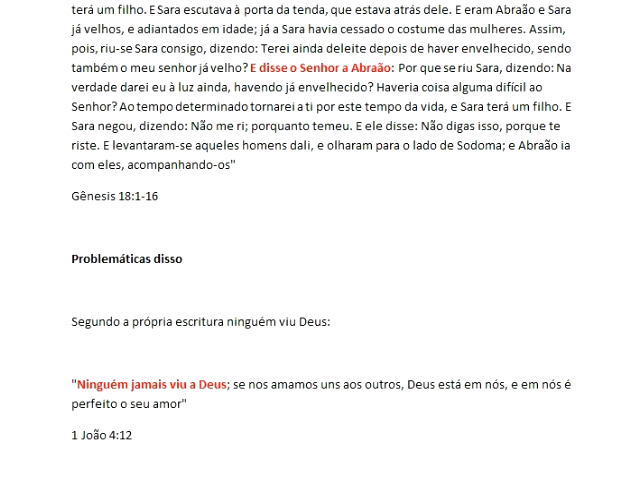 terá um filho. E Sara escutava à porta da tenda, que estava atrás dele. E eram Abraão e Sara
já velhos, e adiantados em idade; já a Sara havia cessado o costume das mulheres. Assim,
pois, riu-se Sara consigo, dizendo: Terei ainda deleite depois de haver envelhecido, sendo
também o meu senhor já velho? E disse o Senhor a Abraão: Por que se riu Sara, dizendo: Na
verdade darei eu à luz ainda, havendo já envelhecido? Haveria coisa alguma difícil ao
Senhor? Ao tempo determinado tornarei a ti por este tempo da vida, e Sara terá um filho. E
Sara negou, dizendo: Não me ri; porquanto temeu. E ele disse: Não digas isso, porque te
riste. E levantaram-se aqueles homens dali, e olharam para o lado de Sodoma; e Abraão ia
com eles, acompanhando-os"
Gênesis 18:1-16
Problemáticas disso
Segundo a própria escritura ninguém viu Deus:
"Ninguém jamais viu a Deus; se nos amamos uns aos outros, Deus está em nós, e em nós é
perfeito o seu amor"
1 João 4:12